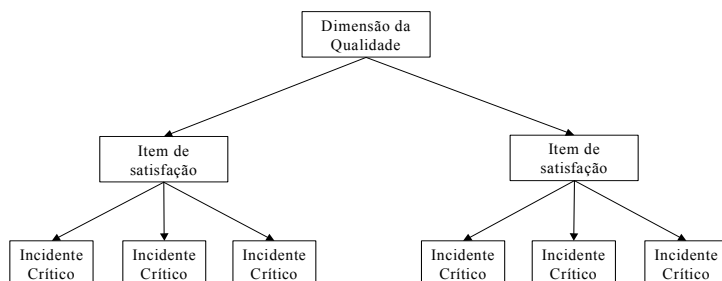 Dimensão da
Qualidade
Item de
satisfação
Item de
satisfação
Incidente
Crítico
Incidente
Crítico
Incidente
Crítico
Incidente
Crítico
Incidente
Crítico
Incidente
Crítico